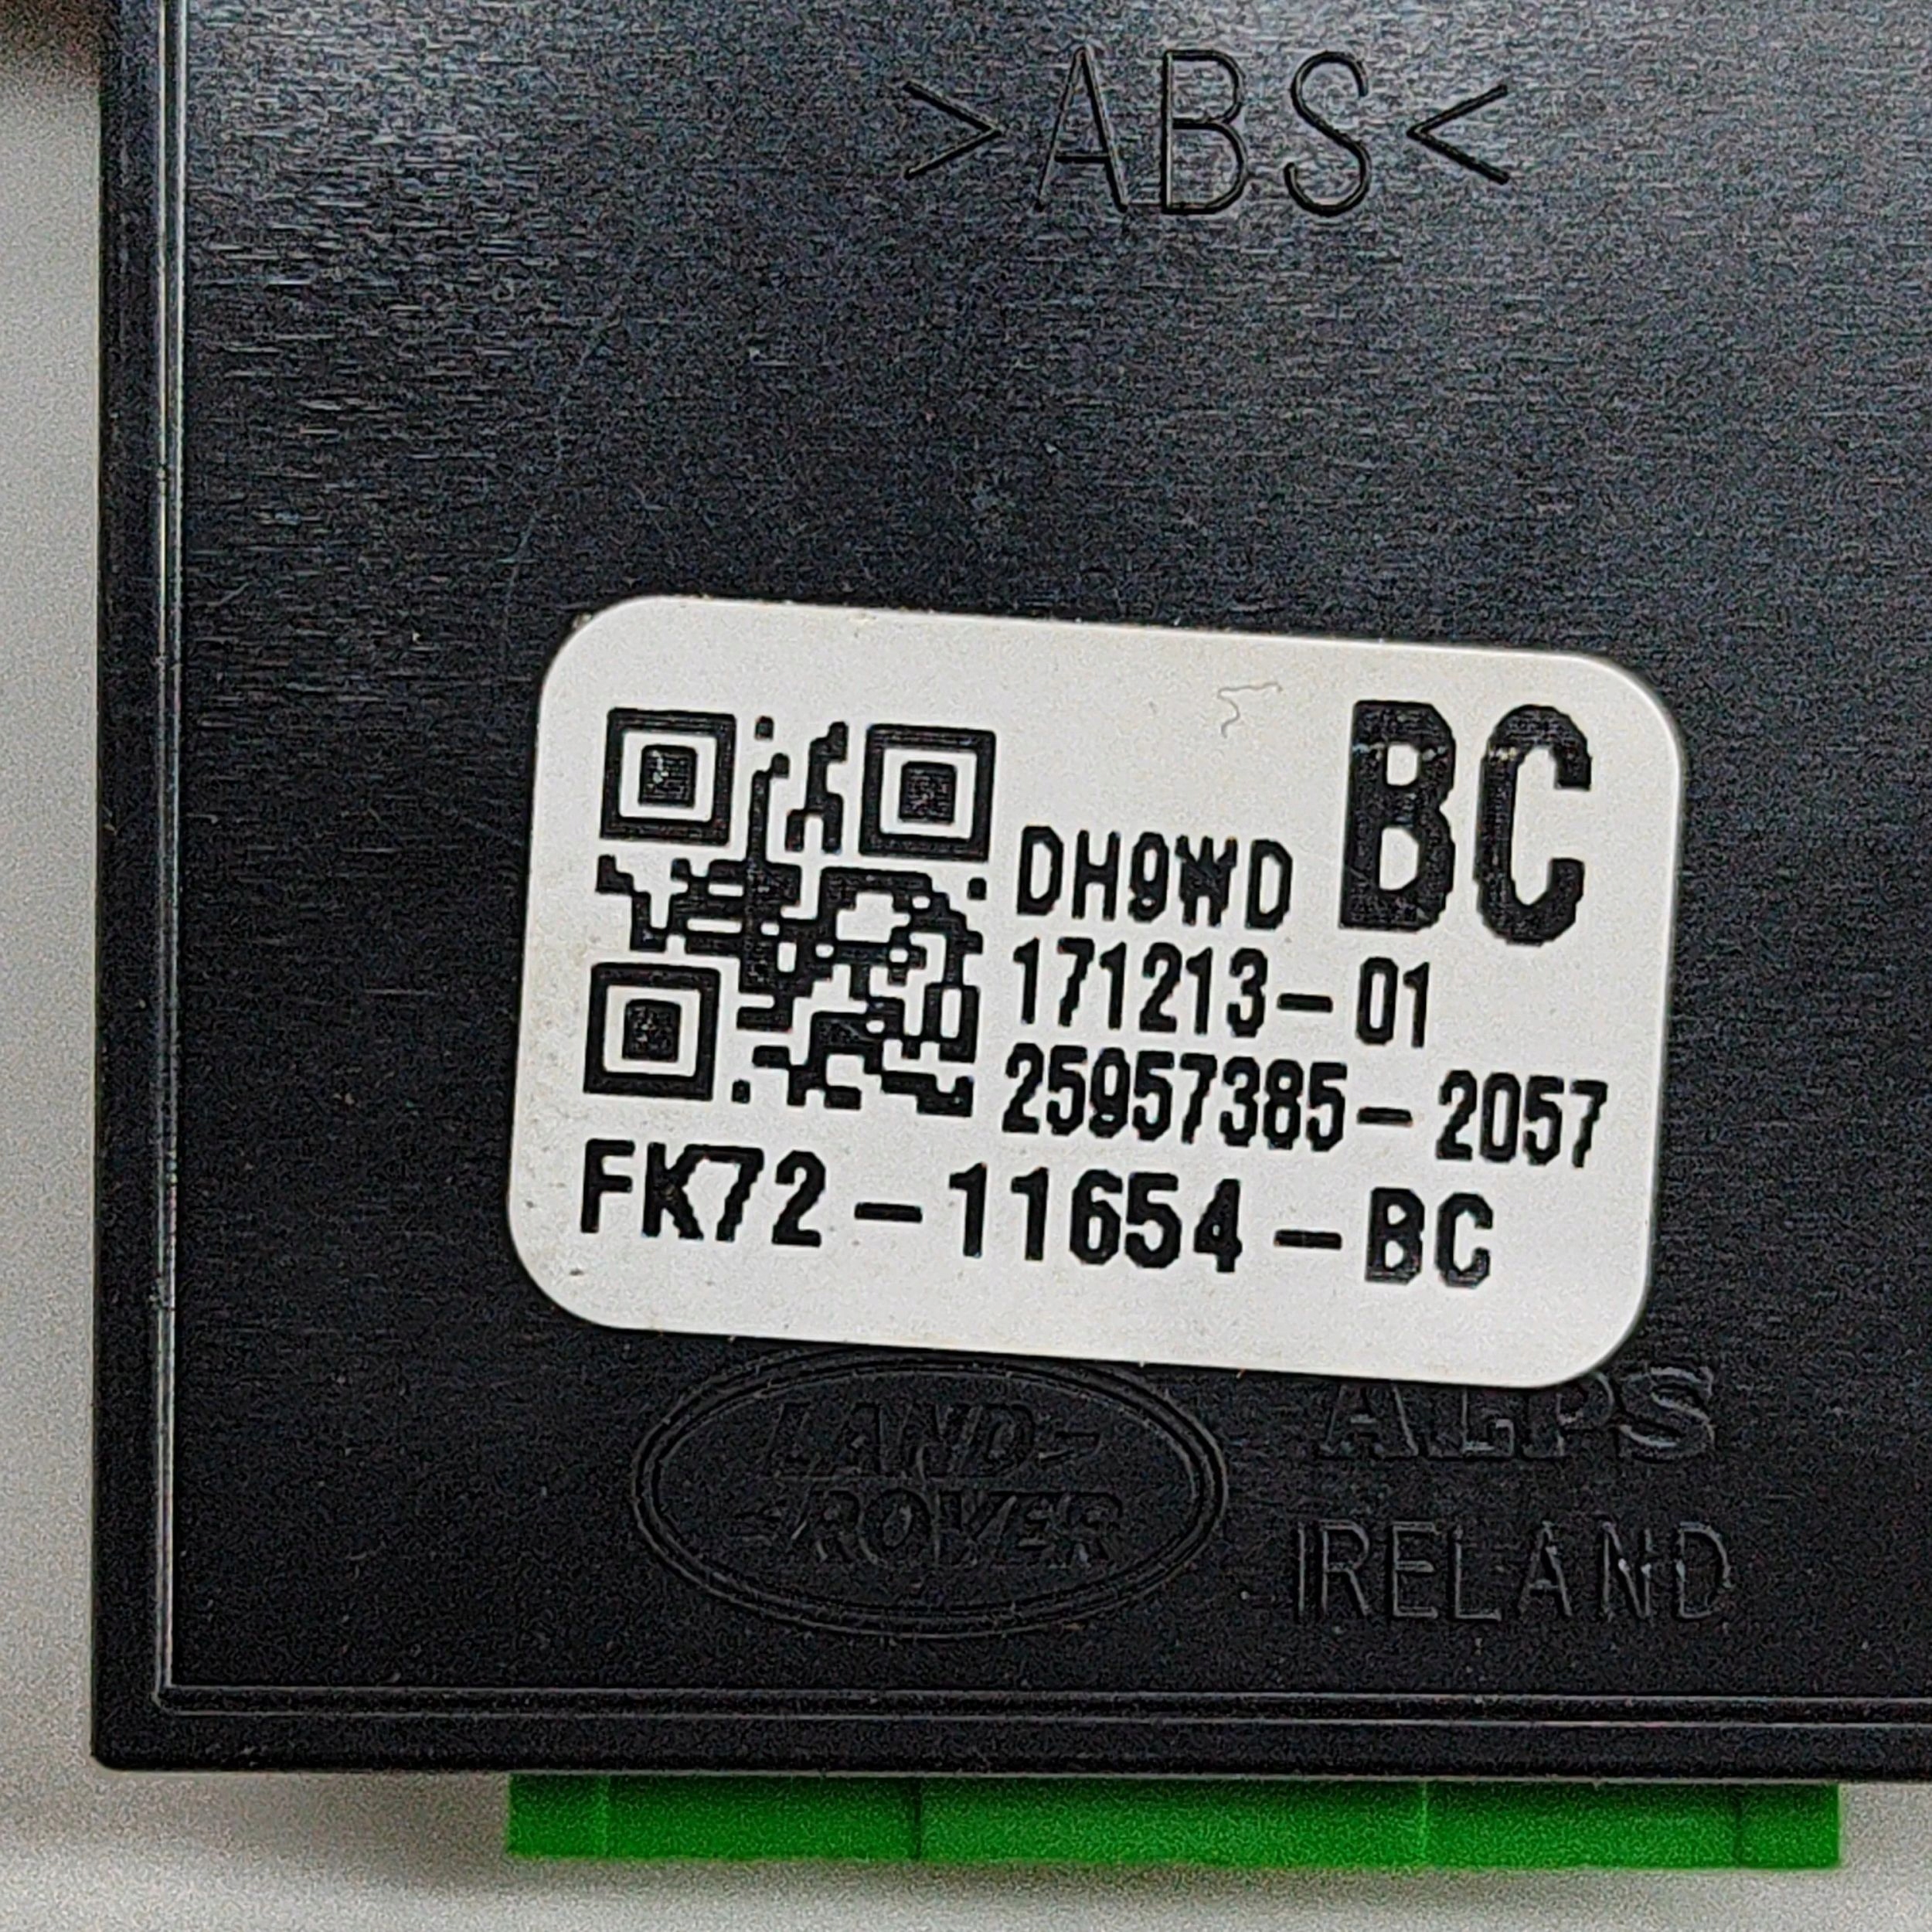 >ABS<
BC
DH9WD
171213-01
25957385-2057
FK72-11654-BC
LAND-
-ROVER
ALPS
IRELAND